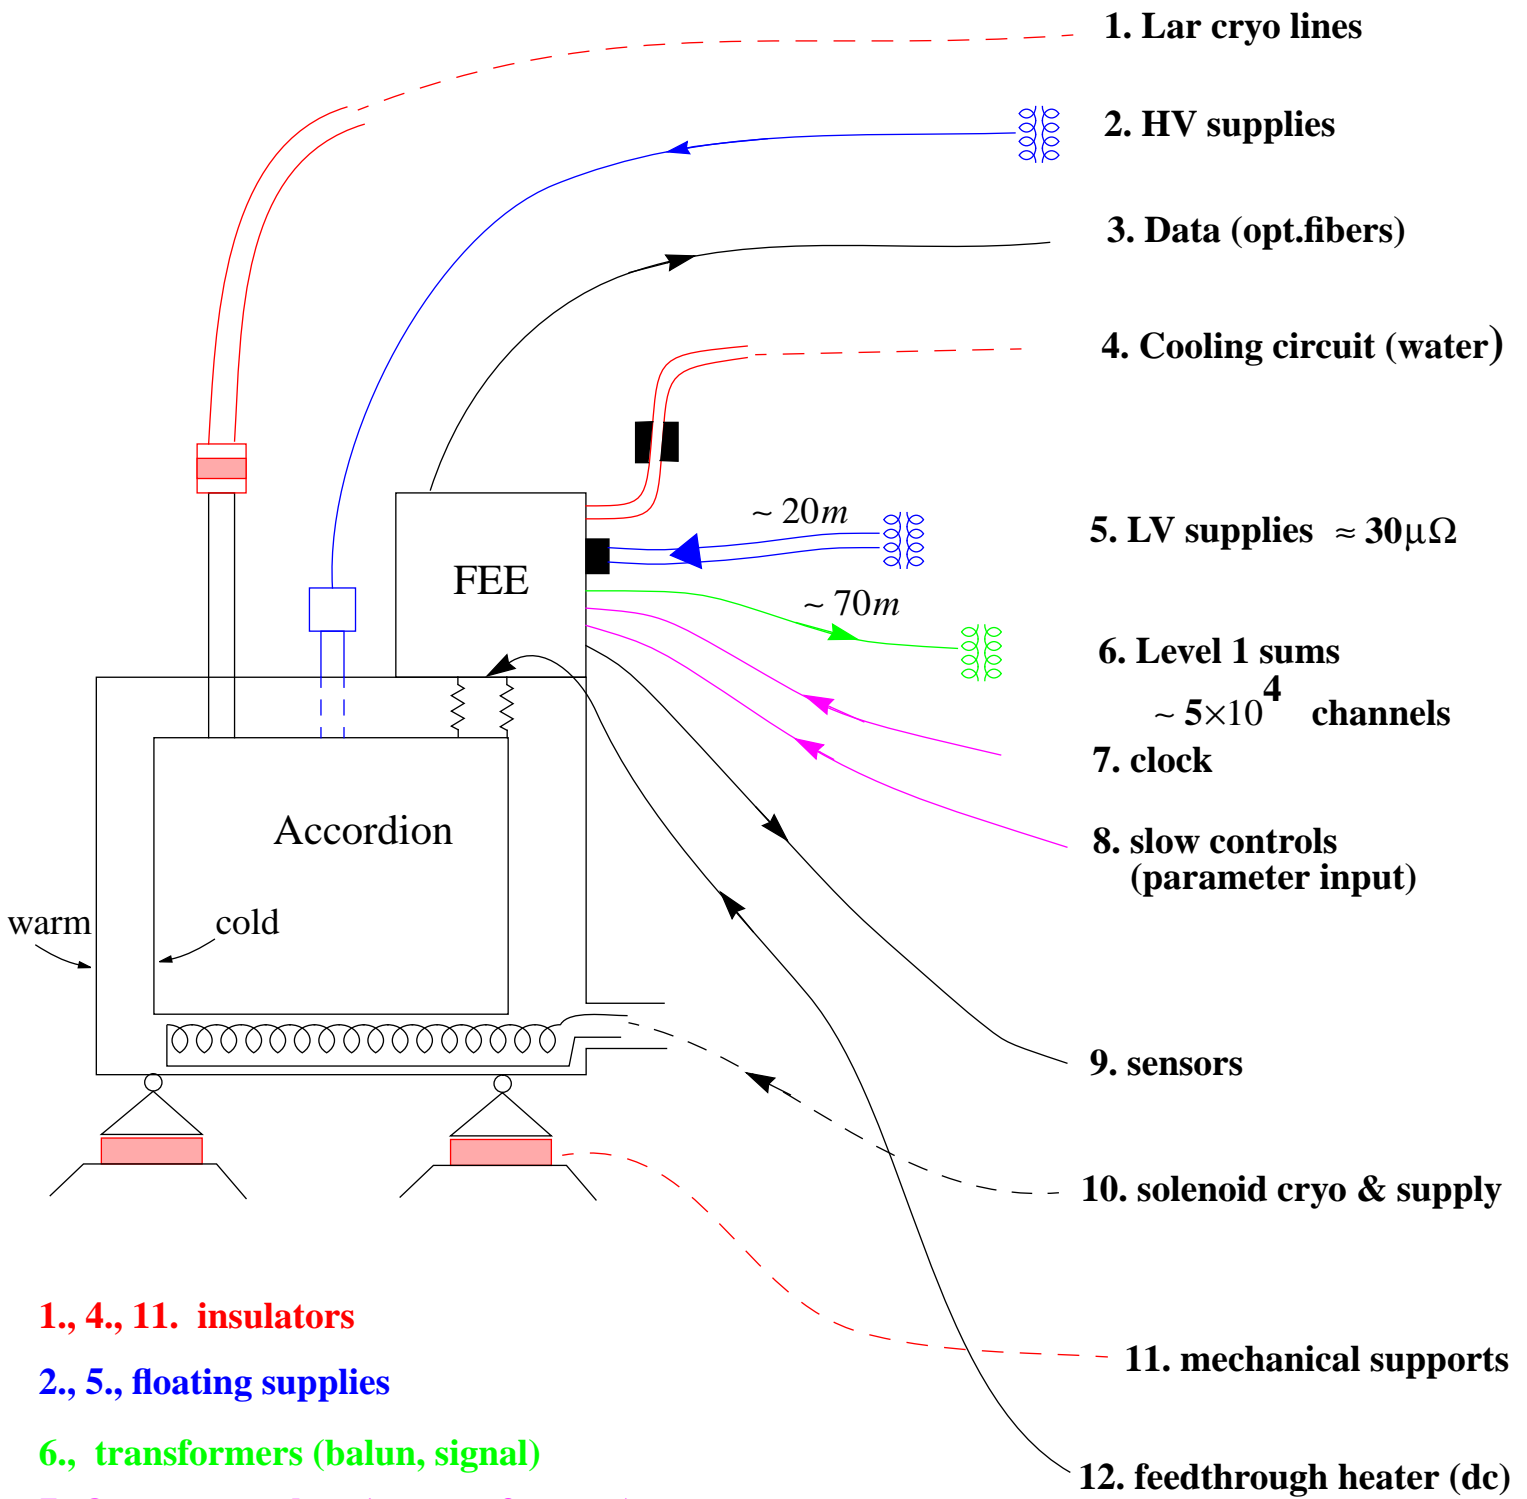 1. Lar cryo lines
2. HV supplies
3. Data (opt.fibers)
4. Cooling circuit (water)
~ 20m
5. LV supplies ≈ 30μΩ
FEE
~ 70m
6. Level 1 sums
~ 5×10^4 channels
7. clock
Accordion
8. slow controls
(parameter input)
warm
cold
9. sensors
10. solenoid cryo & supply
1., 4., 11. insulators
11. mechanical supports
2., 5., floating supplies
6., transformers (balun, signal)
12. feedthrough heater (dc)